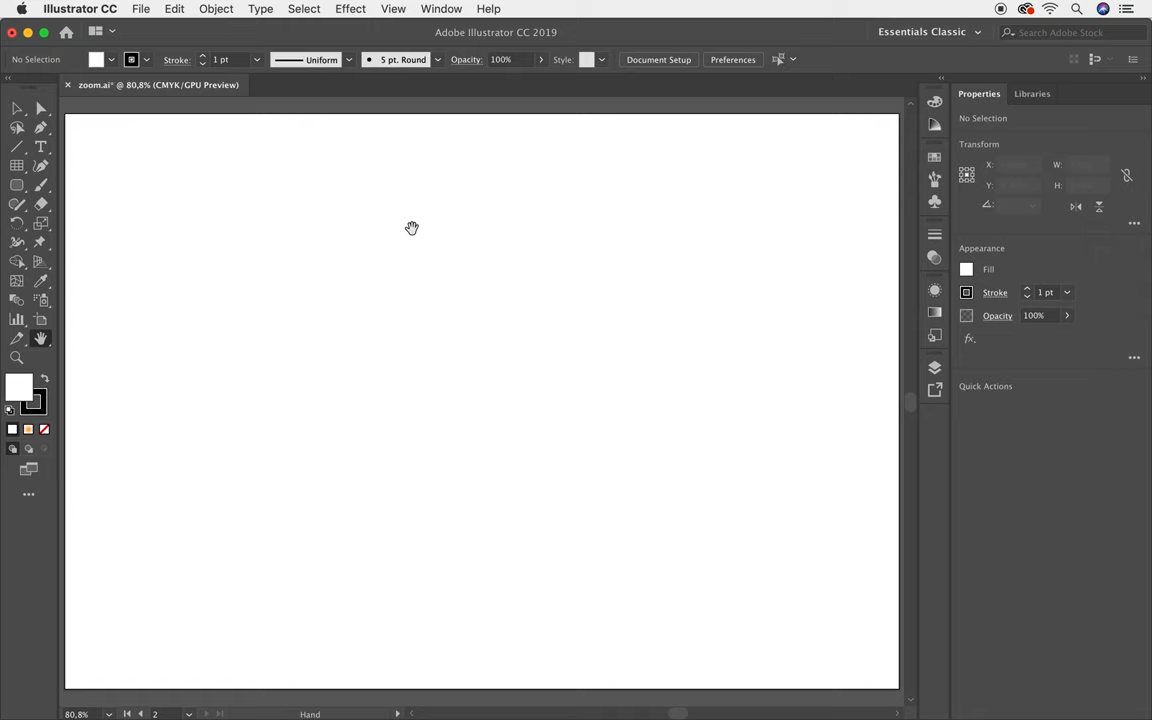 Illustrator CC File Edit Object Type Select Effect View Window Help
Adobe Illustrator CC 2019 Essentials Classic Search Adobe Stock
No Selection Stroke: 1 pt Uniform 5 pt. Round Opacity: 100% Style: Document Setup Preferences
× zoom.ai* @ 80,8% (CMYK/GPU Preview)
Properties Libraries
No Selection
Transform
X: W:
Y: H:
Appearance
Fill
Stroke 1 pt
Opacity 100%
fx.
Quick Actions
80,8% 2 Hand